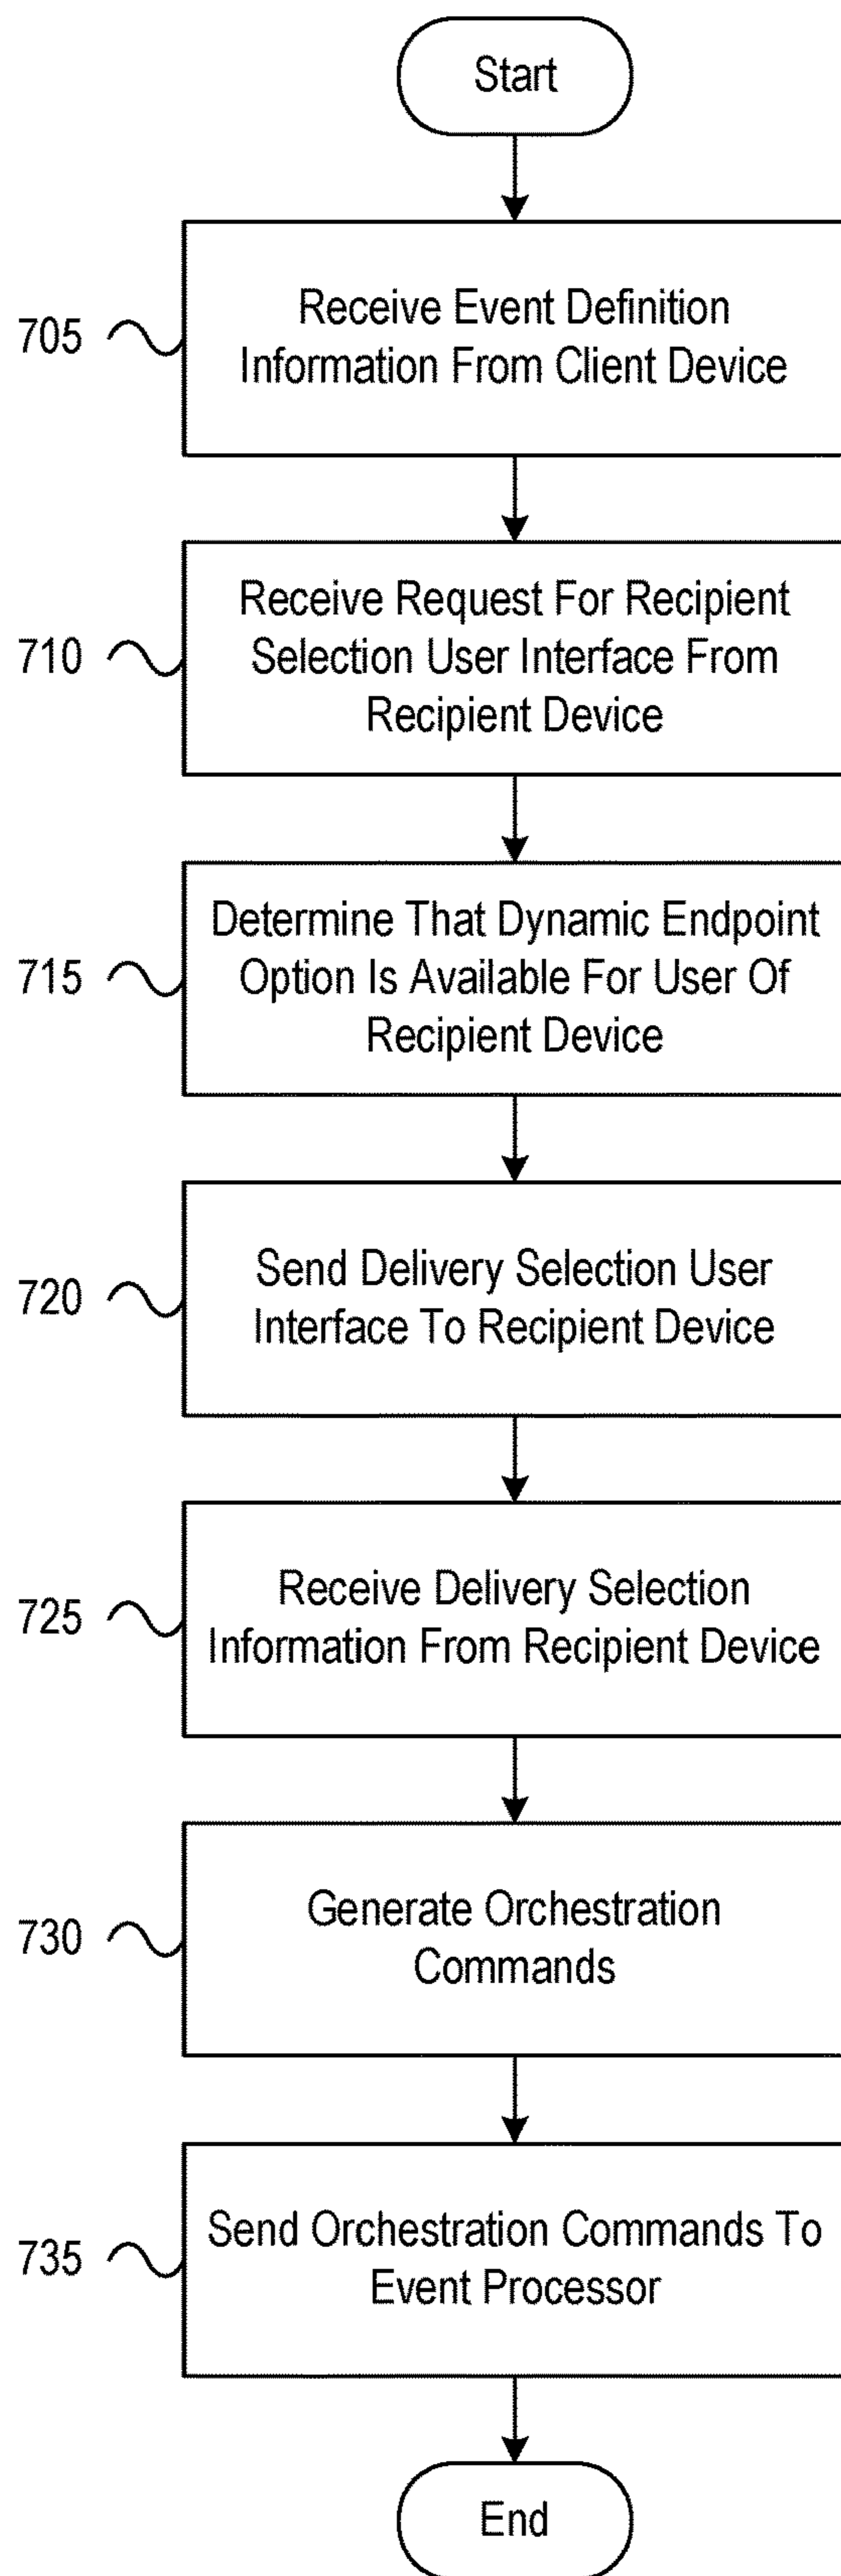 Start
705
Receive Event Definition
Information From Client Device
710
Receive Request For Recipient
Selection User Interface From
Recipient Device
715
Determine That Dynamic Endpoint
Option Is Available For User Of
Recipient Device
720
Send Delivery Selection User
Interface To Recipient Device
725
Receive Delivery Selection
Information From Recipient Device
730
Generate Orchestration
Commands
735
Send Orchestration Commands To
Event Processor
End